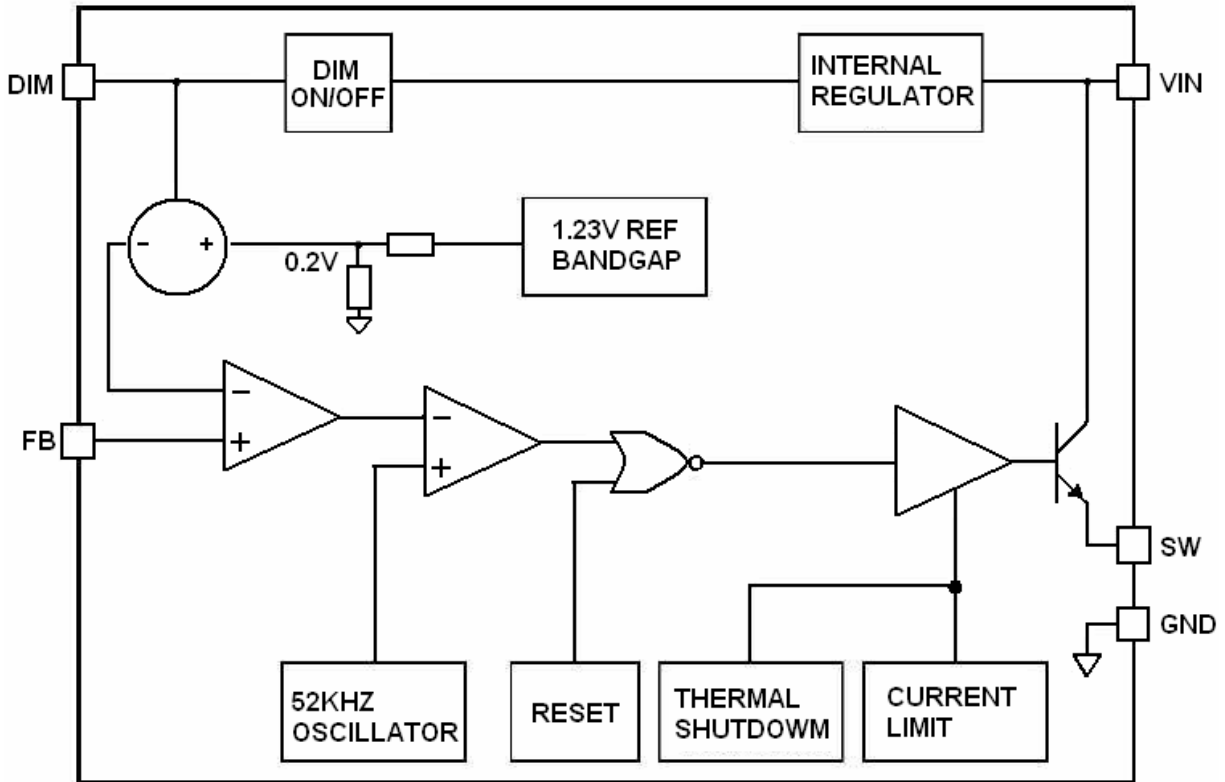 DIM
DIM
ON/OFF
INTERNAL
REGULATOR
VIN
- +
0.2V
1.23V REF
BANDGAP
−
+
−
+
FB
SW
GND
52KHZ
OSCILLATOR
RESET
THERMAL
SHUTDOWM
CURRENT
LIMIT